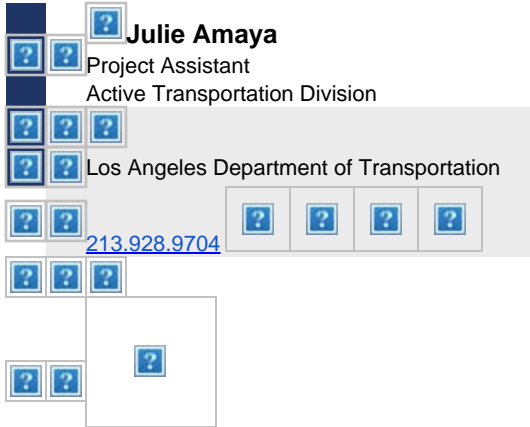 Julie Amaya
Project Assistant
Active Transportation Division
Los Angeles Department of Transportation
213.928.9704